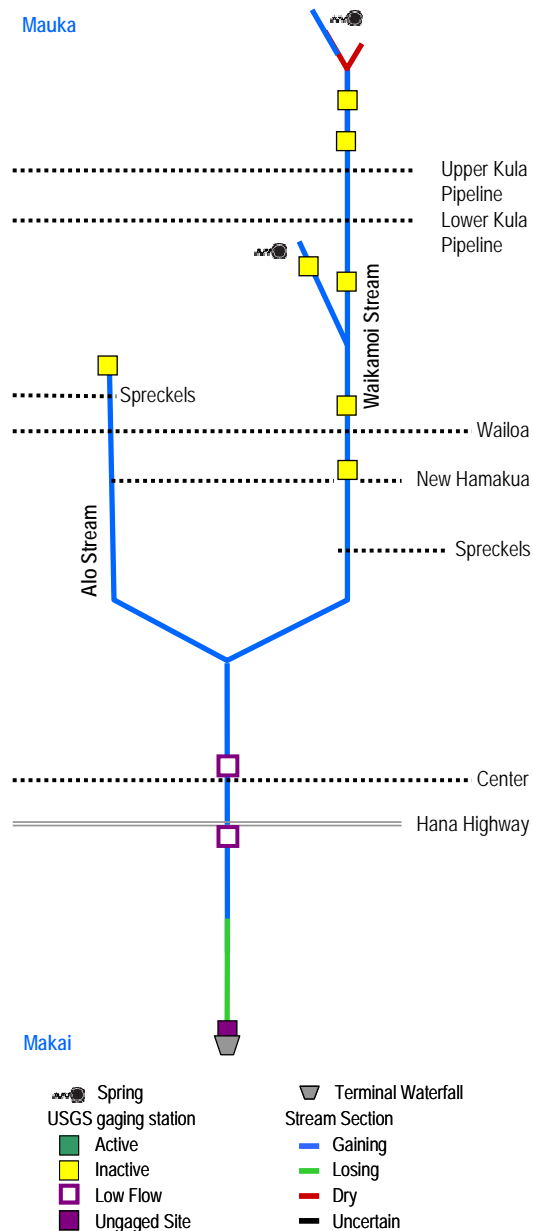 Mauka
Upper Kula
Pipeline
Lower Kula
Pipeline
Waikamoi Stream
Spreckels
Wailoa
New Hamakua
Alo Stream
Spreckels
Center
Hana Highway
Makai
Spring
Terminal Waterfall
USGS gaging station
Stream Section
Active
Gaining
Inactive
Losing
Low Flow
Dry
Ungaged Site
Uncertain